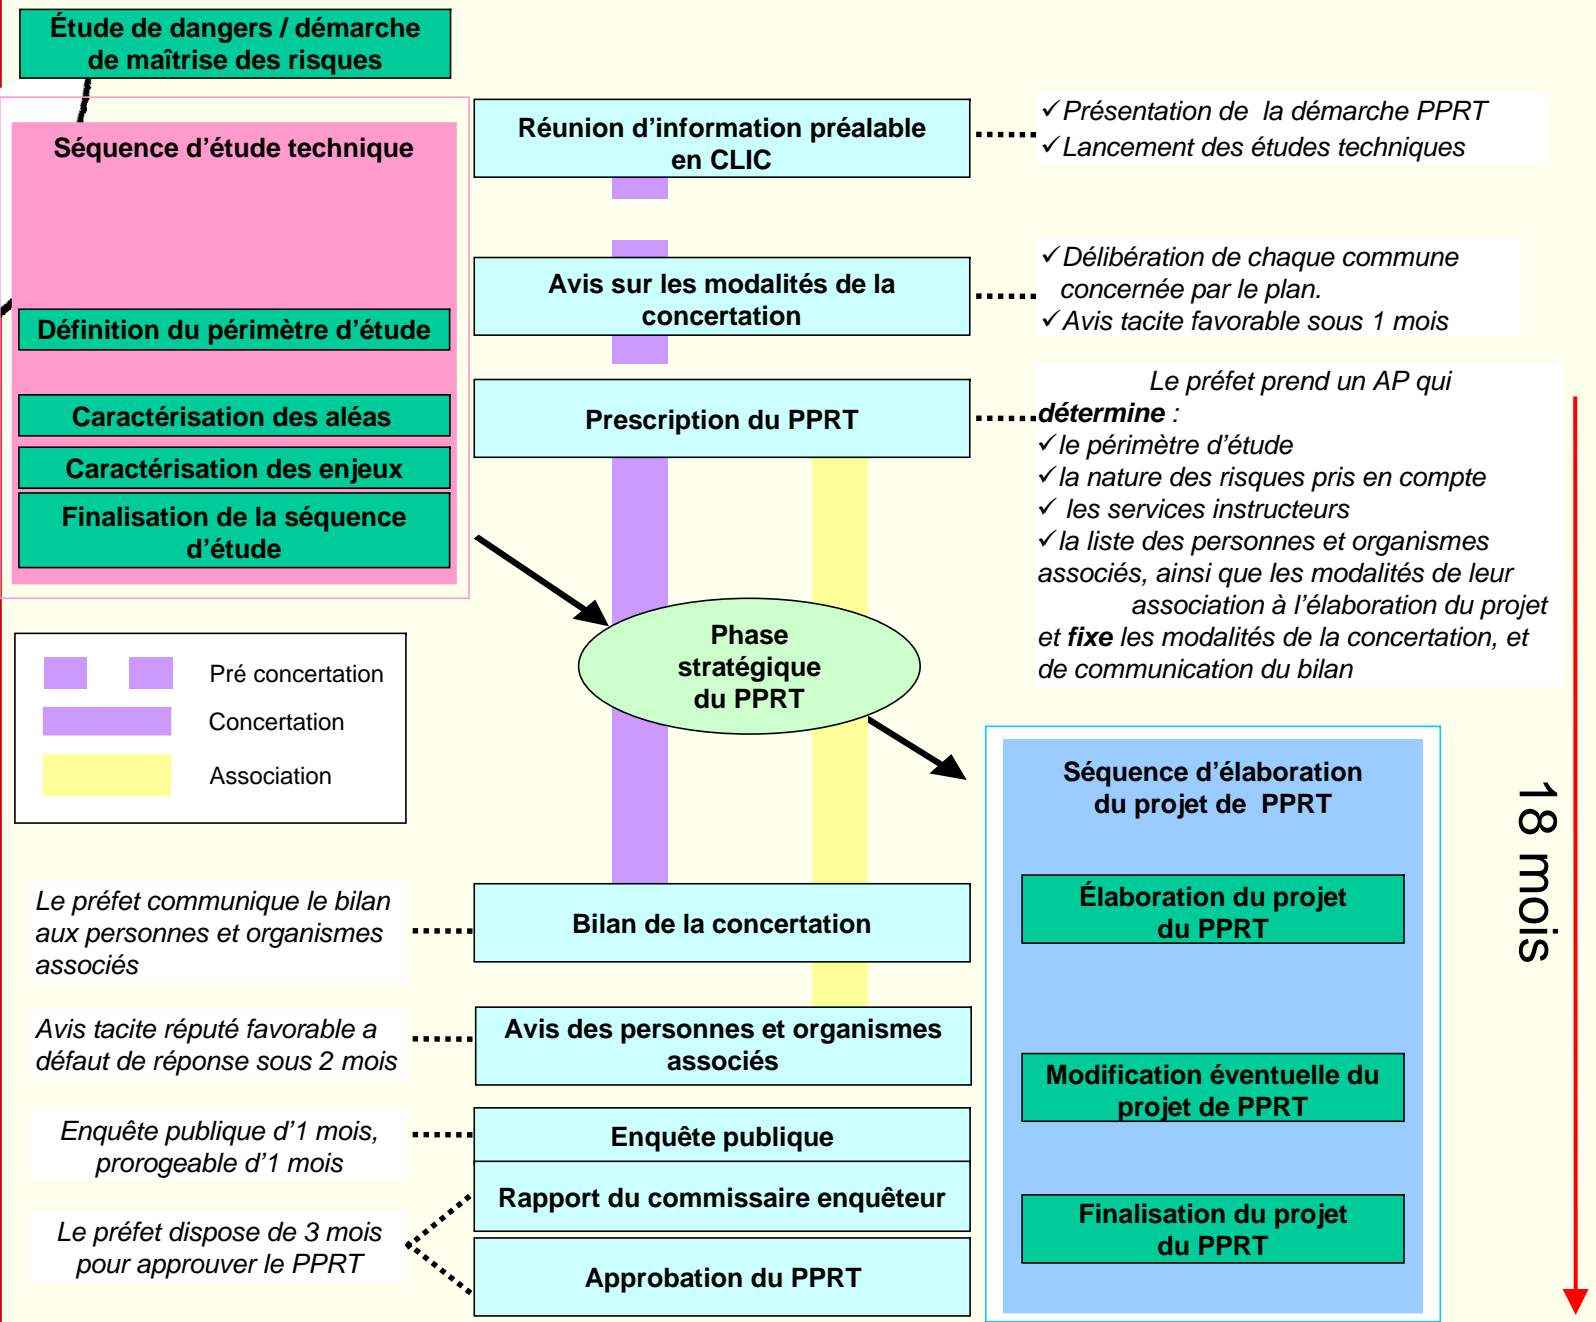 Étude de dangers / démarche
de maîtrise des risques
Séquence d'étude technique
Définition du périmètre d'étude
Caractérisation des aléas
Caractérisation des enjeux
Finalisation de la séquence
d'étude
Réunion d'information préalable
en CLIC
✓Présentation de la démarche PPRT
✓Lancement des études techniques
Avis sur les modalités de la
concertation
✓Délibération de chaque commune
concernée par le plan.
✓Avis tacite favorable sous 1 mois
Prescription du PPRT
Le préfet prend un AP qui
détermine :
✓le périmètre d'étude
✓la nature des risques pris en compte
✓ les services instructeurs
✓la liste des personnes et organismes
associés, ainsi que les modalités de leur
association à l'élaboration du projet
et fixe les modalités de la concertation, et
de communication du bilan
Phase
stratégique
du PPRT
Pré concertation
Concertation
Association
Séquence d'élaboration
du projet de PPRT
Élaboration du projet
du PPRT
Modification éventuelle du
projet de PPRT
Finalisation du projet
du PPRT
18 mois
Le préfet communique le bilan
aux personnes et organismes
associés
Bilan de la concertation
Avis tacite réputé favorable a
défaut de réponse sous 2 mois
Avis des personnes et organismes
associés
Enquête publique d'1 mois,
prorogeable d'1 mois
Enquête publique
Rapport du commissaire enquêteur
Le préfet dispose de 3 mois
pour approuver le PPRT
Approbation du PPRT